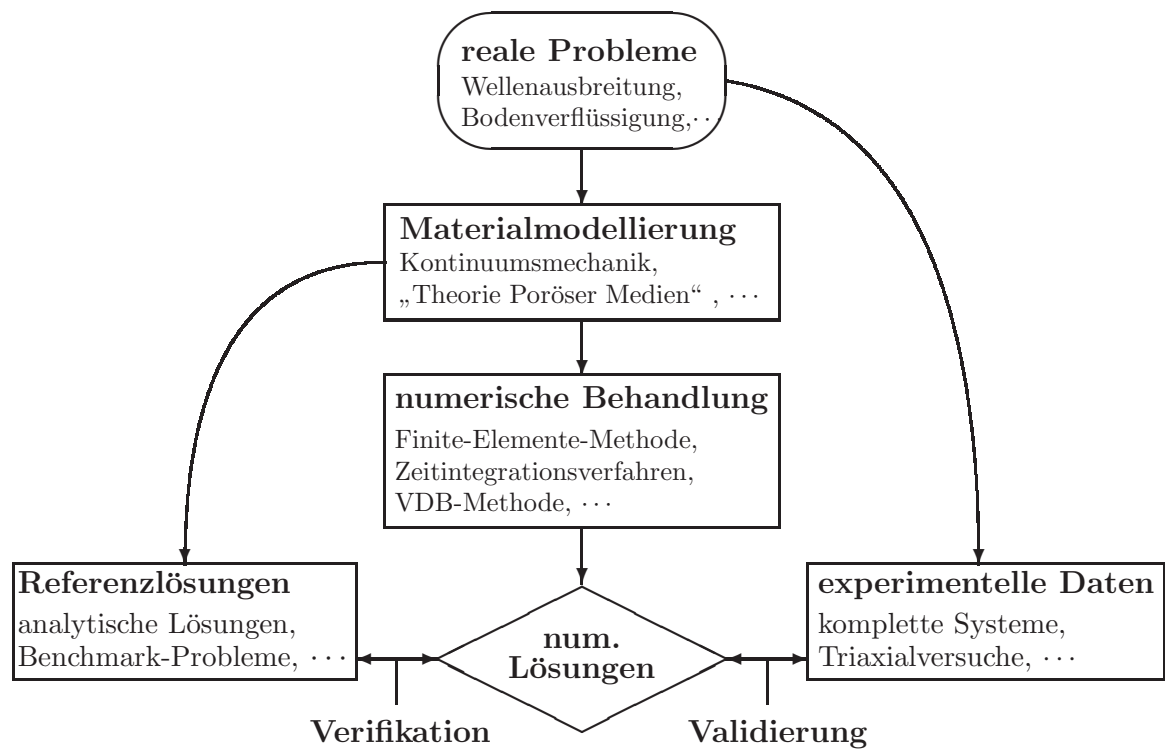 reale Probleme
Wellenausbreitung,
Bodenverflüssigung,···
Materialmodellierung
Kontinuumsmechanik,
„Theorie Poröser Medien“ , ···
numerische Behandlung
Finite-Elemente-Methode,
Zeitintegrationsverfahren,
VDB-Methode, ···
Referenzlösungen
analytische Lösungen,
Benchmark-Probleme, ···
num.
Lösungen
experimentelle Daten
komplette Systeme,
Triaxialversuche, ···
Verifikation
Validierung